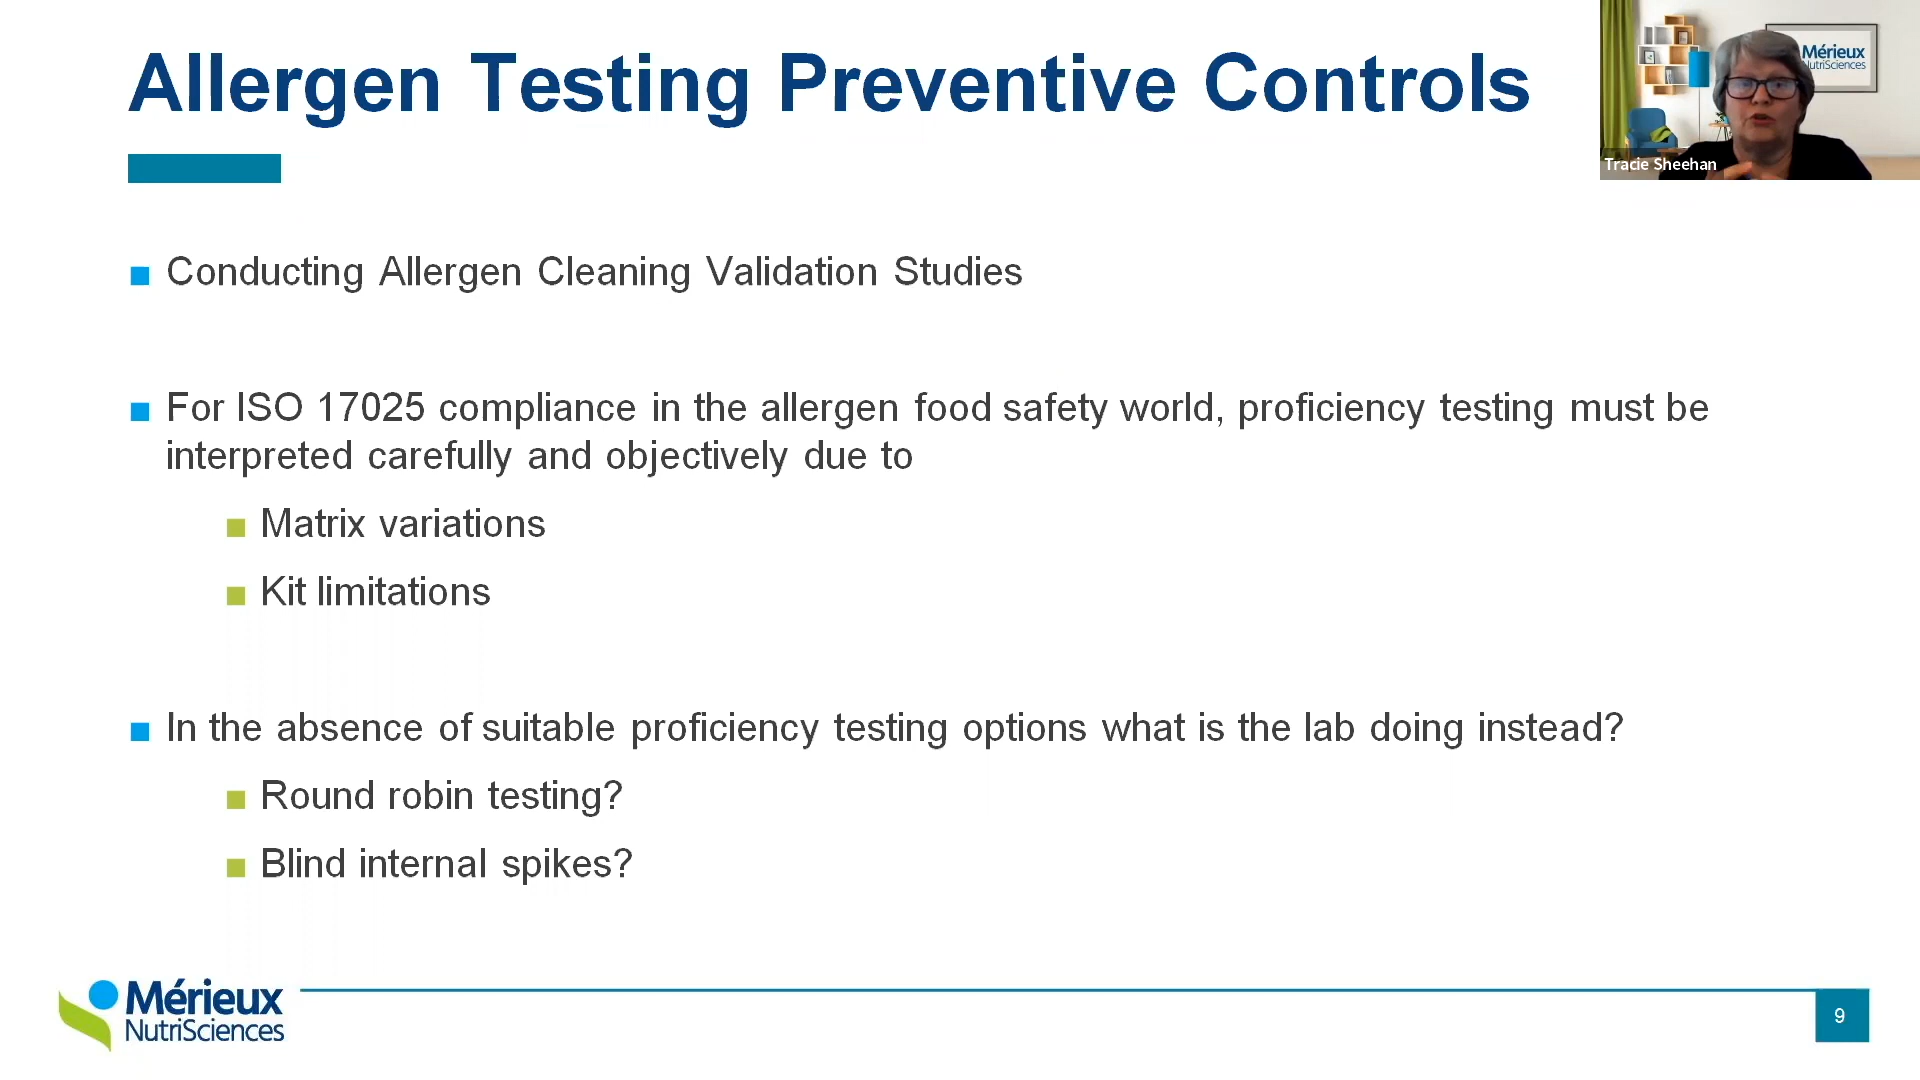 Allergen Testing Preventive Controls
Mérieux
NutriSciences
Tracie Sheehan
Conducting Allergen Cleaning Validation Studies
For ISO 17025 compliance in the allergen food safety world, proficiency testing must be
interpreted carefully and objectively due to
Matrix variations
Kit limitations
In the absence of suitable proficiency testing options what is the lab doing instead?
Round robin testing?
Blind internal spikes?
Mérieux
NutriSciences
9